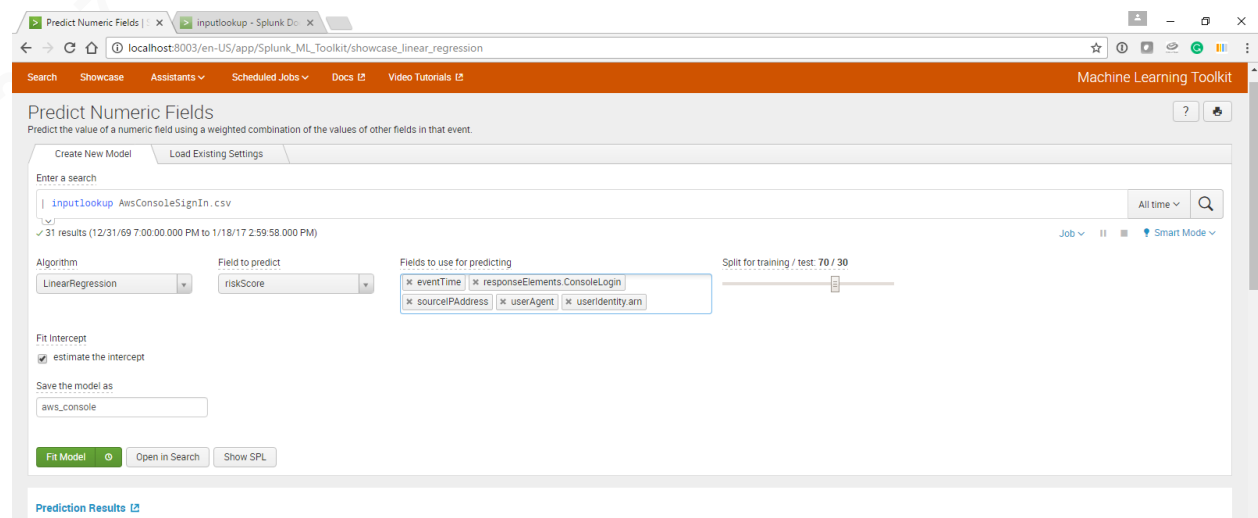 Predict Numeric Fields | S
inputlookup - Splunk Do
localhost:8003/en-US/app/Splunk_ML_Toolkit/showcase_linear_regression
Search Showcase Assistants Scheduled Jobs Docs Video Tutorials Machine Learning Toolkit
Predict Numeric Fields ?
Predict the value of a numeric field using a weighted combination of the values of other fields in that event.
Create New Model Load Existing Settings
Enter a search
| inputlookup AwsConsoleSignIn.csv All time
✓ 31 results (12/31/69 7:00:00.000 PM to 1/18/17 2:59:58.000 PM) Job Smart Mode
Algorithm Field to predict Fields to use for predicting Split for training / test: 70 / 30
LinearRegression riskScore × eventTime × responseElements.ConsoleLogin
× sourceIPAddress × userAgent × userIdentity.arn
Fit Intercept
estimate the intercept
Save the model as
aws_console
Fit Model Open in Search Show SPL
Prediction Results